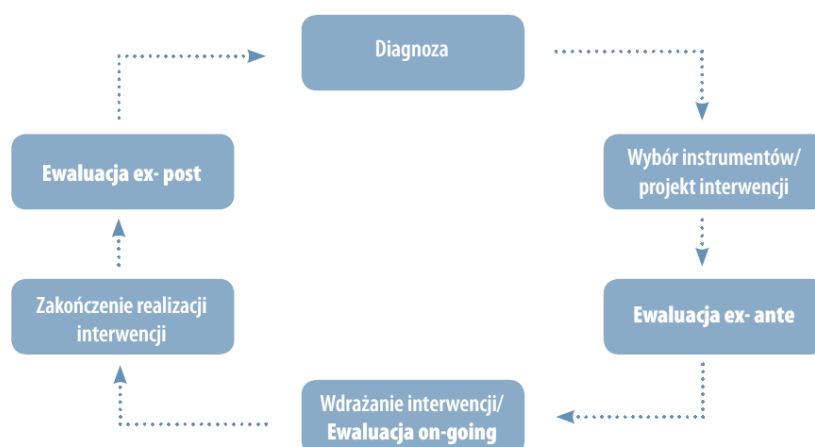 Diagnoza
Wybór instrumentów/
projekt interwencji
Ewaluacja ex- ante
Wdrażanie interwencji/
Ewaluacja on-going
Zakończenie realizacji
interwencji
Ewaluacja ex- post